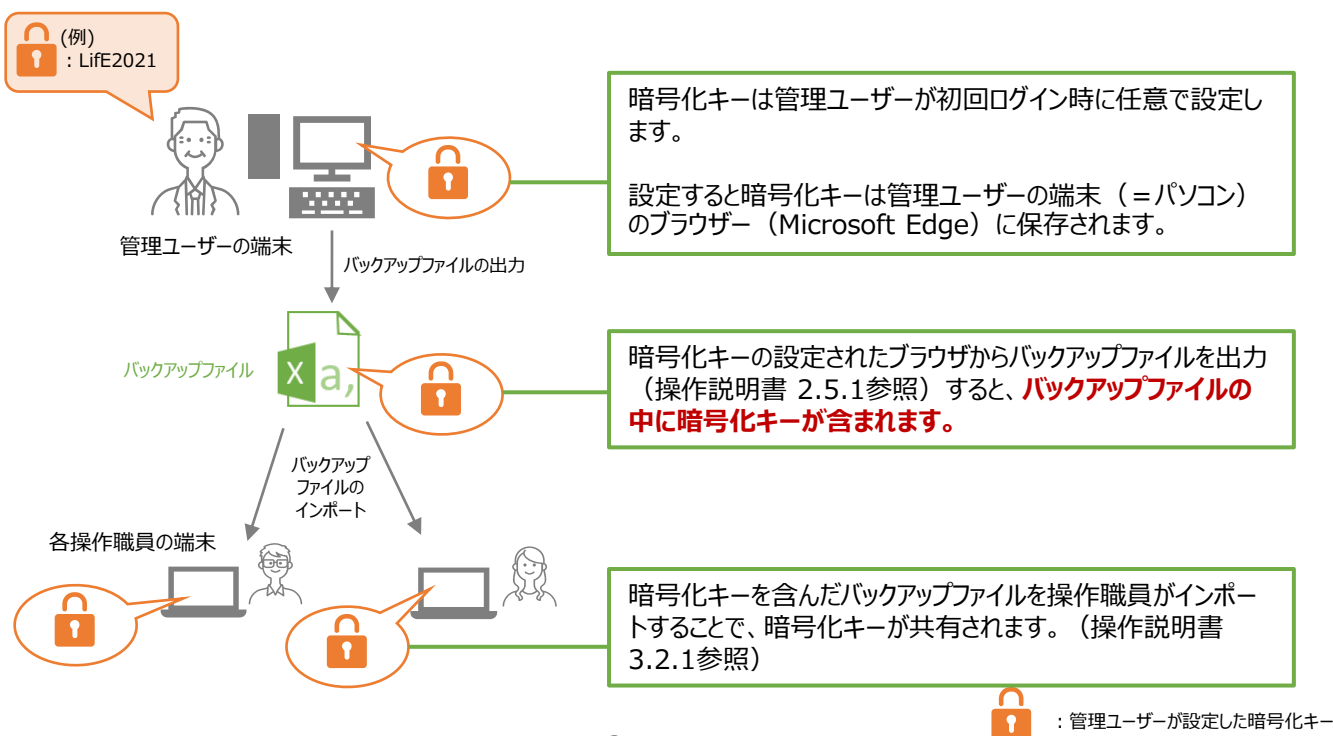 (例)
：LifE2021
暗号化キーは管理ユーザーが初回ログイン時に任意で設定し
ます。
設定すると暗号化キーは管理ユーザーの端末（＝パソコン）
のブラウザー（Microsoft Edge）に保存されます。
管理ユーザーの端末
バックアップファイルの出力
バックアップファイル
X a,
暗号化キーの設定されたブラウザからバックアップファイルを出力
（操作説明書 2.5.1参照）すると、バックアップファイルの
中に暗号化キーが含まれます。
バックアップ
ファイルの
インポート
各操作職員の端末
暗号化キーを含んだバックアップファイルを操作職員がインポー
トすることで、暗号化キーが共有されます。（操作説明書
3.2.1参照）
：管理ユーザーが設定した暗号化キー